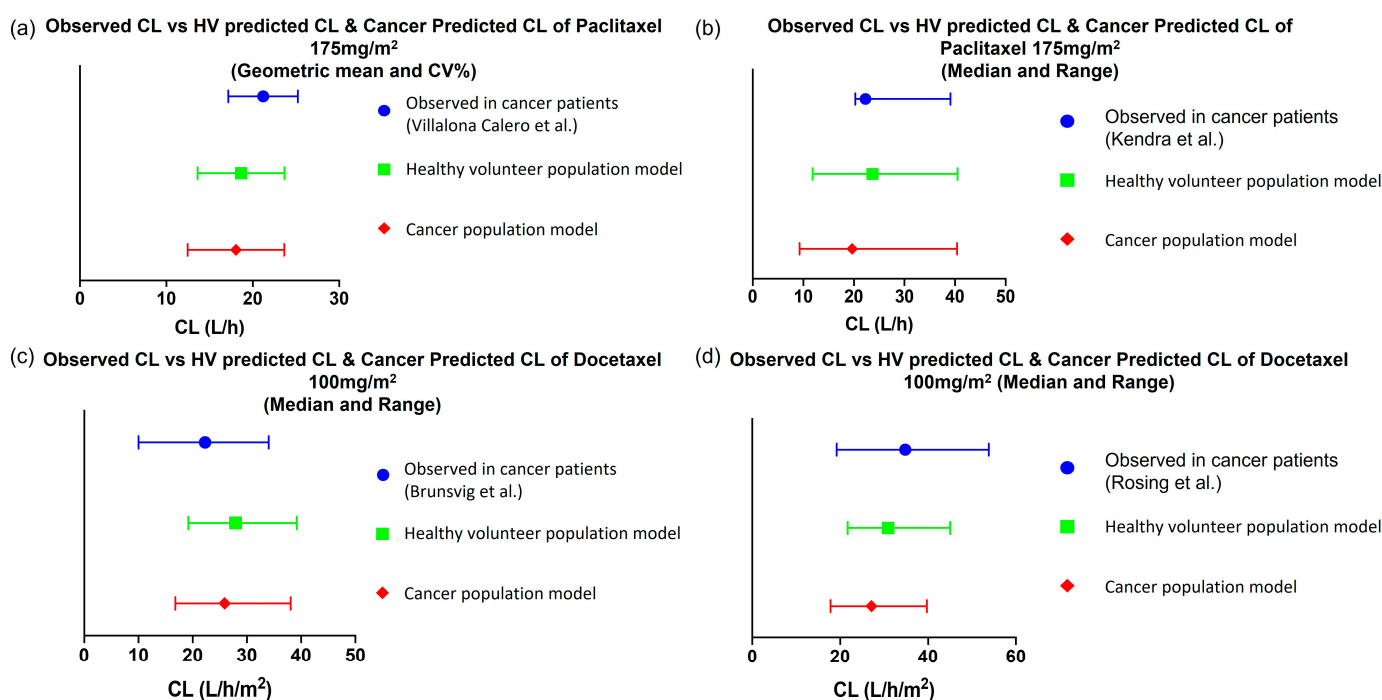 (a) Observed CL vs HV predicted CL & Cancer Predicted CL of Paclitaxel
175mg/m²
(Geometric mean and CV%)
Observed in cancer patients
(Villalona Calero et al.)
Healthy volunteer population model
Cancer population model
0 10 20 30
CL (L/h)
(b) Observed CL vs HV predicted CL & Cancer Predicted CL of
Paclitaxel 175mg/m²
(Median and Range)
Observed in cancer patients
(Kendra et al.)
Healthy volunteer population model
Cancer population model
0 10 20 30 40 50
CL (L/h)
(c) Observed CL vs HV predicted CL & Cancer Predicted CL of Docetaxel
100mg/m²
(Median and Range)
Observed in cancer patients
(Brunsvig et al.)
Healthy volunteer population model
Cancer population model
0 10 20 30 40 50
CL (L/h/m²)
(d) Observed CL vs HV predicted CL & Cancer Predicted CL of Docetaxel
100mg/m² (Median and Range)
Observed in cancer patients
(Rosing et al.)
Healthy volunteer population model
Cancer population model
0 20 40 60
CL (L/h/m²)